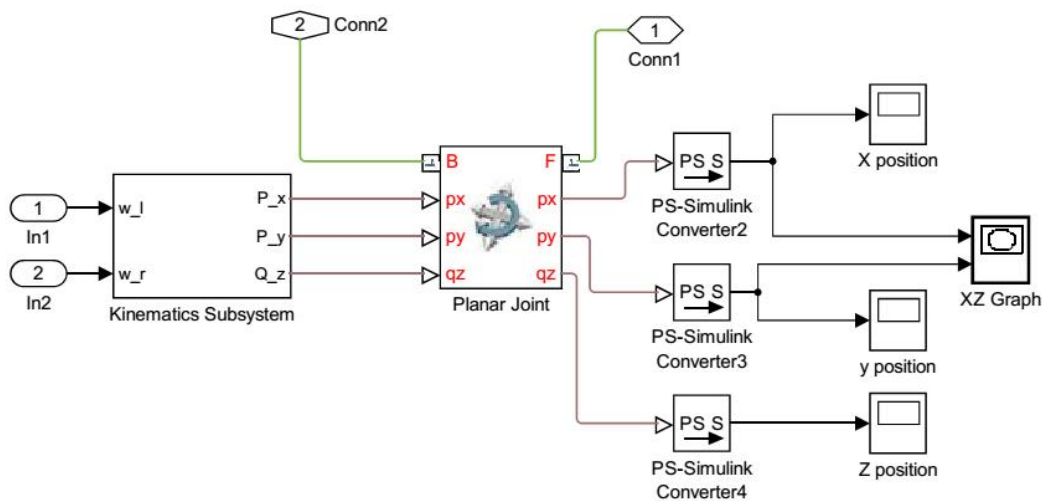 2
Conn2
1
Conn1
X position
B
F
PS S
1
w_l
P_x
px
px
PS-Simulink
Converter2
In1
P_y
py
py
2
w_r
Q_z
qz
qz
PS S
XZ Graph
In2
Kinematics Subsystem
Planar Joint
PS-Simulink
Converter3
y position
PS S
PS-Simulink
Converter4
Z position